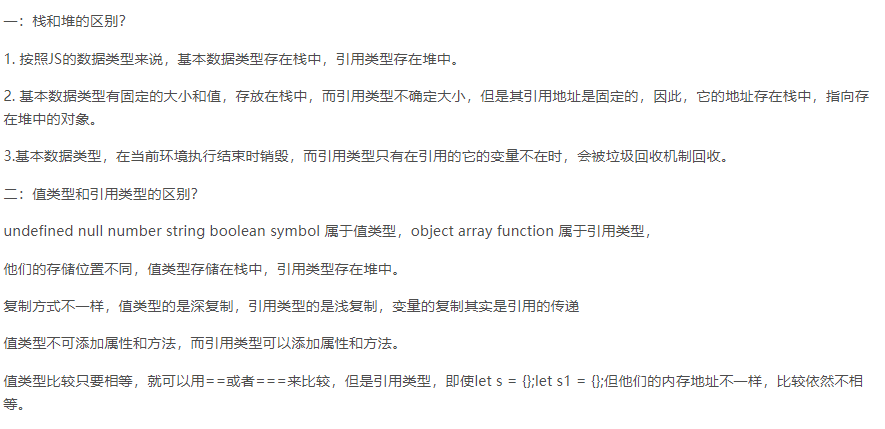 一：栈和堆的区别？
1. 按照JS的数据类型来说，基本数据类型存在栈中，引用类型存在堆中。
2. 基本数据类型有固定的大小和值，存放在栈中，而引用类型不确定大小，但是其引用地址是固定的，因此，它的地址存在栈中，指向存
在堆中的对象。
3.基本数据类型，在当前环境执行结束时销毁，而引用类型只有在引用的它的变量不在时，会被垃圾回收机制回收。
二：值类型和引用类型的区别？
undefined null number string boolean symbol 属于值类型，object array function 属于引用类型，
他们的存储位置不同，值类型存储在栈中，引用类型存在堆中。
复制方式不一样，值类型的是深复制，引用类型的是浅复制，变量的复制其实是引用的传递
值类型不可添加属性和方法，而引用类型可以添加属性和方法。
值类型比较只要相等，就可以用==或者===来比较，但是引用类型，即使let s = {};let s1 = {};但他们的内存地址不一样，比较依然不相
等。